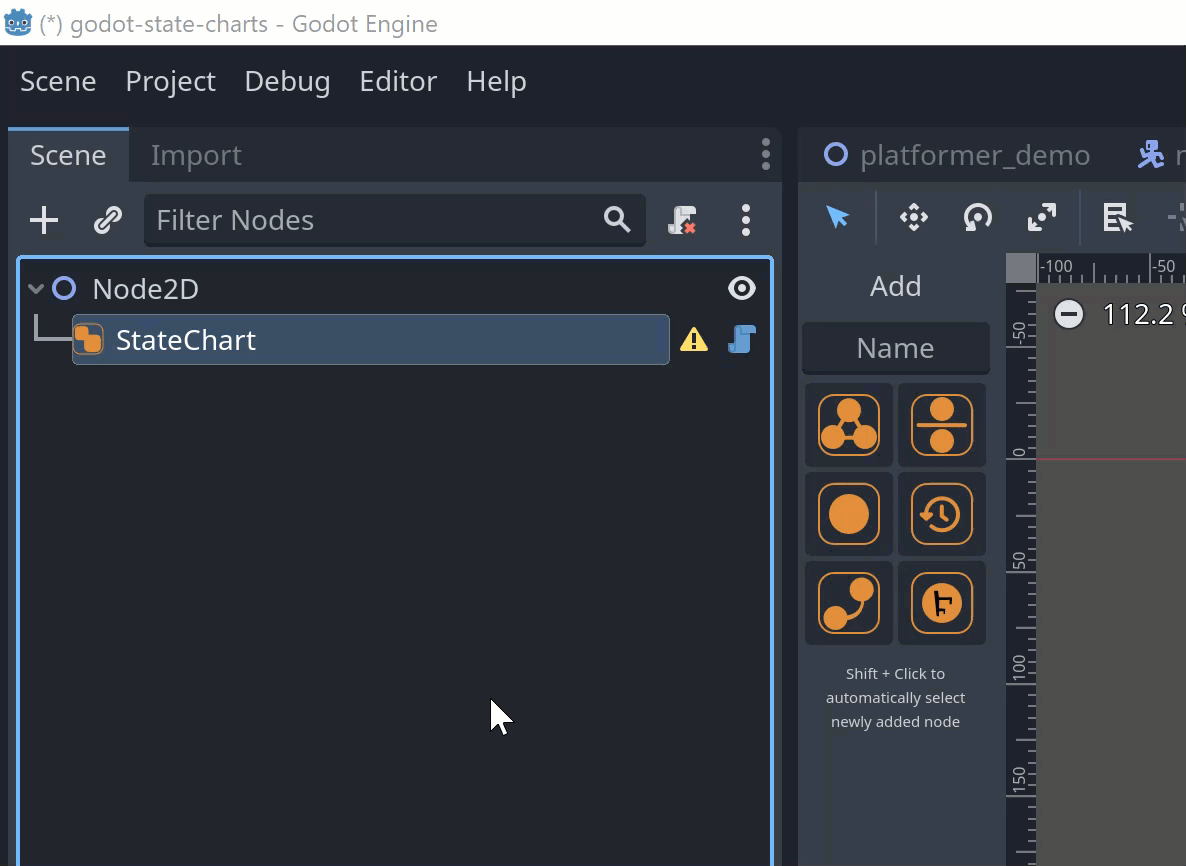 (*) godot-state-charts - Godot Engine
Scene Project Debug Editor Help
Scene Import
platformer_demo
Filter Nodes
Node2D
StateChart
Add
Name
Shift + Click to
automatically select
newly added node
-100 -50
112.2 %
-50
0
50
100
150